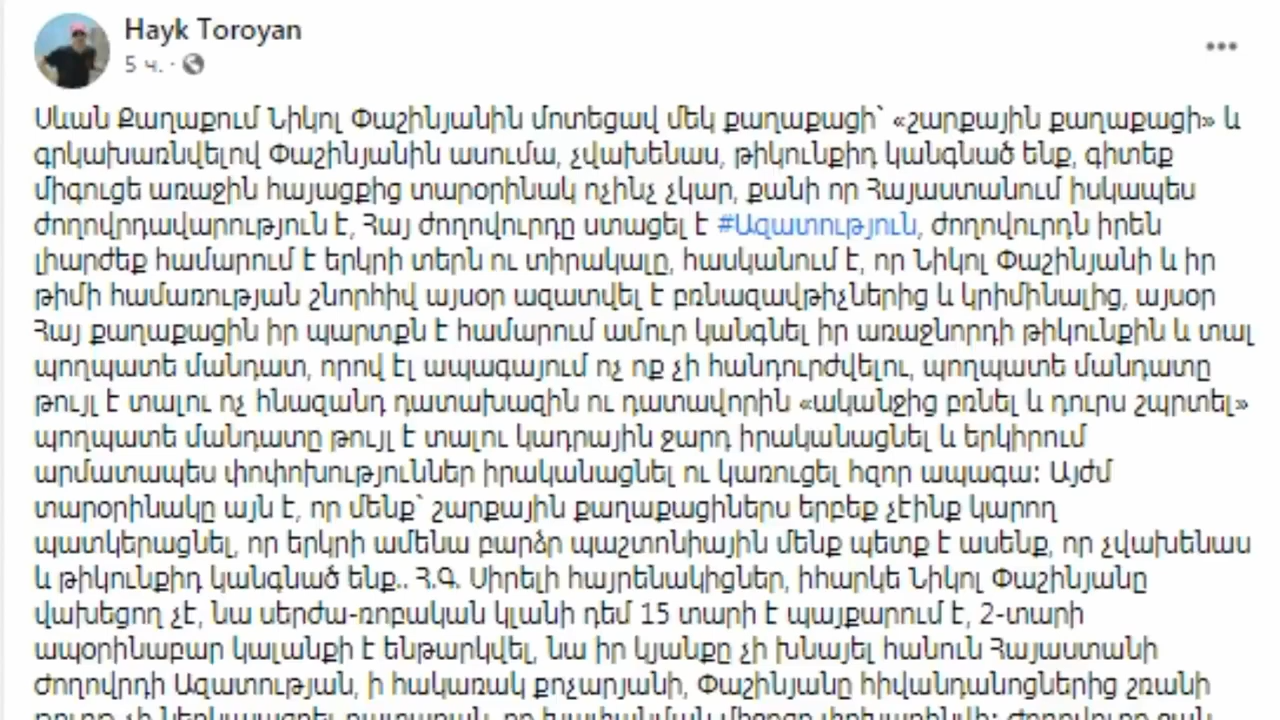 Hayk Toroyan
5 ч. ·
Սևան Քաղաքում Նիկոլ Փաշինյանին մոտեցավ մեկ քաղաքացի՝ «շարքային քաղաքացի» և
գրկախառնվելով Փաշինյանին ասումա, չվախենաս, թիկունքիդ կանգնած ենք, գիտեք
միգուցե առաջին հայացքից տարօրինակ ոչինչ չկար, քանի որ Հայաստանում իսկապես
ժողովրդավարություն է, Հայ ժողովուրդը ստացել է #Ազատություն, ժողովուրդն իրեն
լիարժեք համարում է երկրի տերն ու տիրակալը, հասկանում է, որ Նիկոլ Փաշինյանի և իր
թիմի համառության շնորհիվ այսօր ազատվել է բռնազավթիչներից և կրիմինալից, այսօր
Հայ քաղաքացին իր պարտքն է համարում ամուր կանգնել իր առաջնորդի թիկունքին և տալ
պողպատե մանդատ, որով էլ ապագայում ոչ ոք չի հանդուրժվելու, պողպատե մանդատը
թույլ է տալու ոչ հնազանդ դատախազին ու դատավորին «ականջից բռնել և դուրս շպրտել»
պողպատե մանդատը թույլ է տալու կադրային ջարդ իրականացնել և երկիրում
արմատապես փոփոխություններ իրականացնել ու կառուցել հզոր ապագա։ Այժմ
տարօրինակը այն է, որ մենք՝ շարքային քաղաքացիներս երբեք չէինք կարող
պատկերացնել, որ երկրի ամենա բարձր պաշտոնիային մենք պետք է ասենք, որ չվախենաս
և թիկունքիդ կանգնած ենք.. Հ.Գ. Սիրելի հայրենակիցներ, իհարկե Նիկոլ Փաշինյանը
վախեցող չէ, նա սերժա-ռոբական կլանի դեմ 15 տարի է պայքարում է, 2-տարի
ապօրինաբար կալանքի է ենթարկվել, նա իր կյանքը չի խնայել հանուն Հայաստանի
Ժողովրդի Ազատության, ի հակառակ քոչարյանի, Փաշինյանը հիվանդանոցներից շռանի